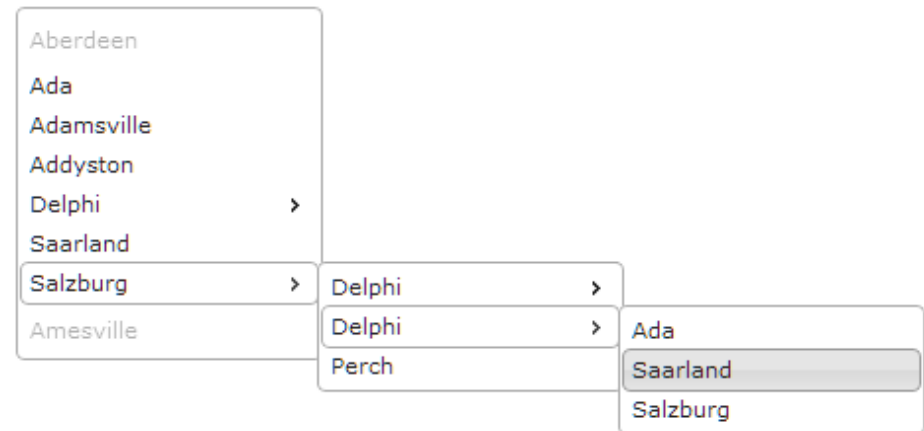 Aberdeen
Ada
Adamsville
Addyston
Delphi
Saarland
Salzburg
Amesville
Delphi
Delphi
Perch
Ada
Saarland
Salzburg